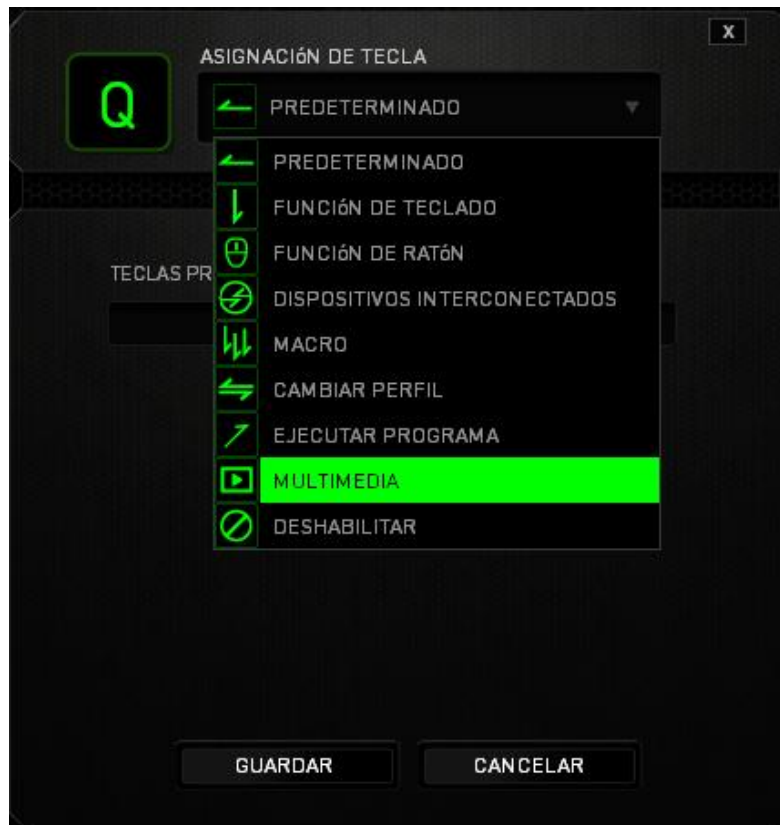 X
ASIGNACIóN DE TECLA
Q
PREDETERMINADO
PREDETERMINADO
FUNCIóN DE TECLADO
FUNCIóN DE RATóN
TECLAS PR
DISPOSITIVOS INTERCONECTADOS
MACRO
CAMBIAR PERFIL
EJECUTAR PROGRAMA
MULTIMEDIA
DESHABILITAR
GUARDAR
CANCELAR